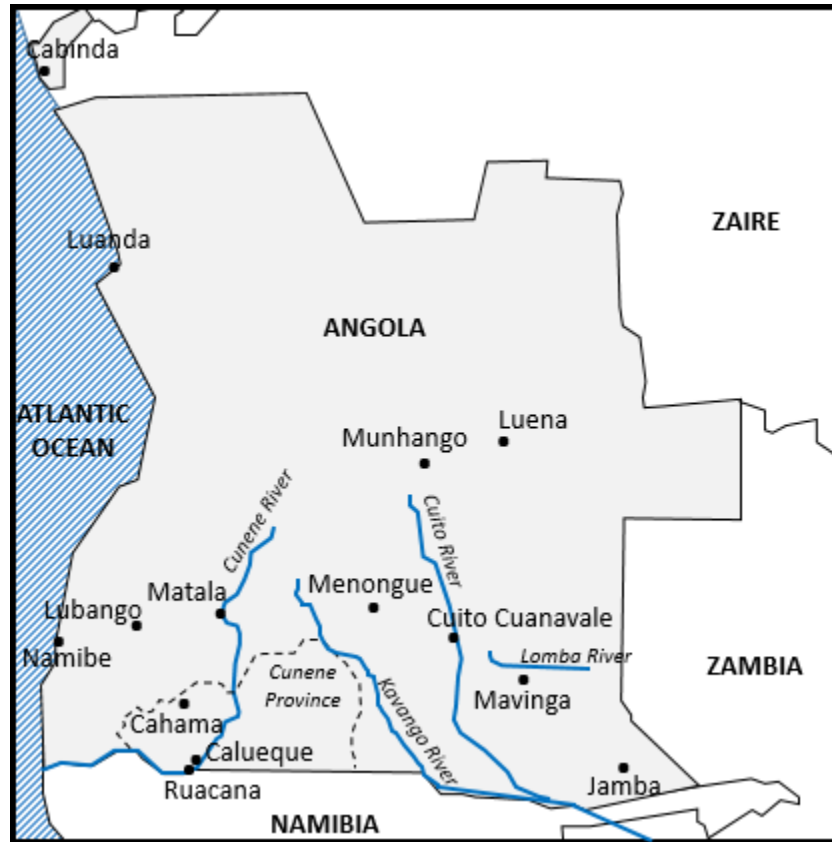 Cabinda
Luanda
ZAIRE
ANGOLA
ATLANTIC
OCEAN
Luena
Munhango
Cunene River
Cuito River
Matala
Menongue
Lubango
Cuito Cuanavale
Namibe
Lomba River
Cunene
Province
ZAMBIA
Mavinga
Kavango River
Cahama
Calueque
Ruacana
Jamba
NAMIBIA